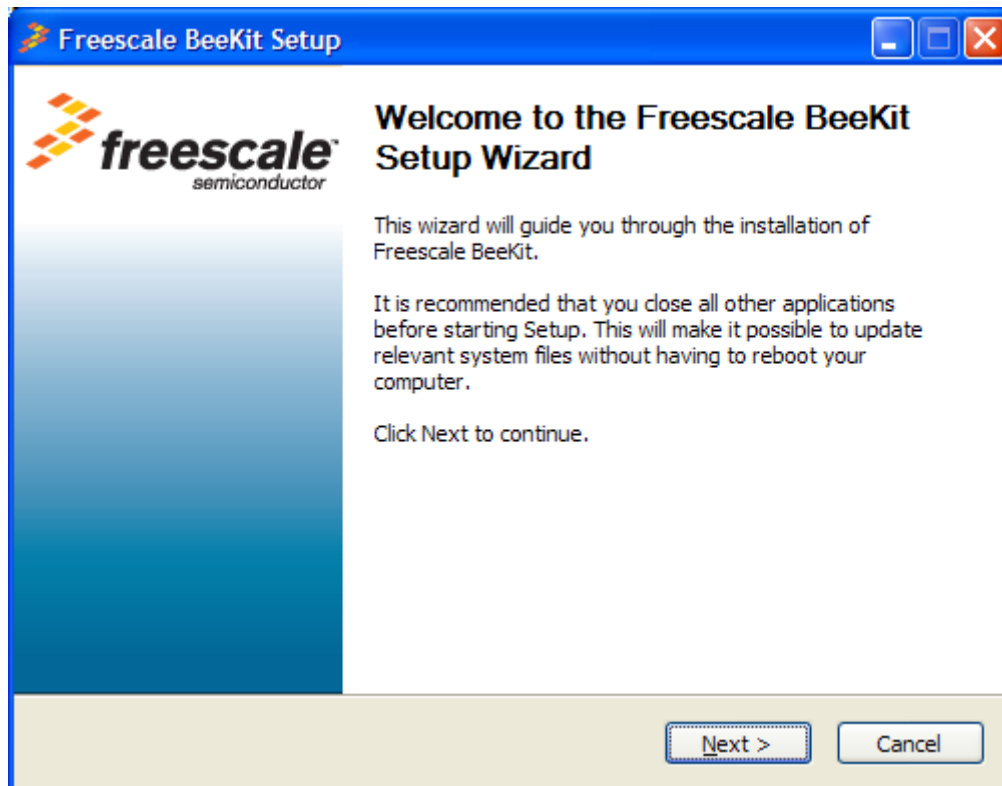 Freescale BeeKit Setup
freescale™
semiconductor
Welcome to the Freescale BeeKit
Setup Wizard
This wizard will guide you through the installation of
Freescale BeeKit.
It is recommended that you close all other applications
before starting Setup. This will make it possible to update
relevant system files without having to reboot your
computer.
Click Next to continue.
Next >
Cancel